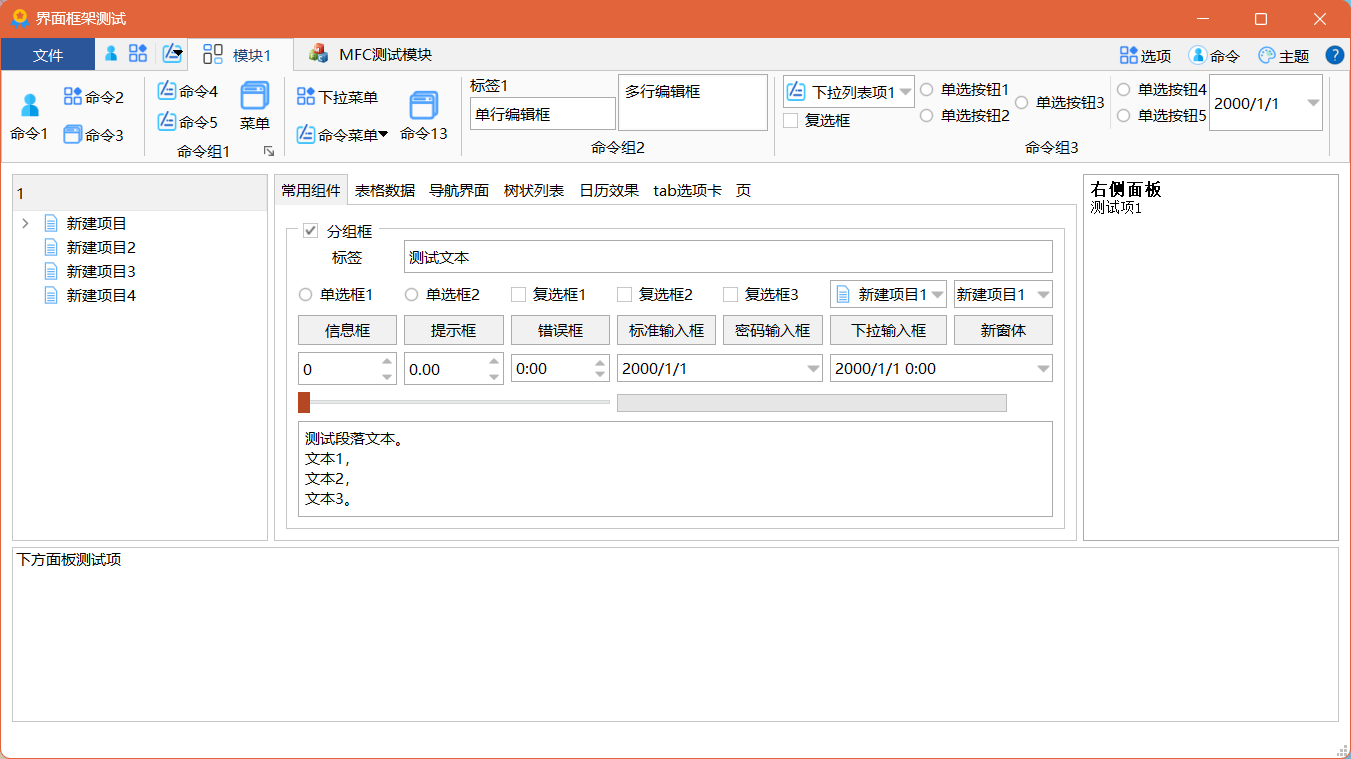 界面框架测试
文件
模块1
MFC测试模块
选项
命令
主题
?
命令1
命令2
命令3
命令4
命令5
菜单
命令组1
下拉菜单
命令菜单
命令13
标签1
单行编辑框
多行编辑框
命令组2
下拉列表项1
复选框
单选按钮1
单选按钮2
单选按钮3
单选按钮4
单选按钮5
2000/1/1
命令组3
1
新建项目
新建项目2
新建项目3
新建项目4
常用组件 表格数据 导航界面 树状列表 日历效果 tab选项卡 页
分组框
标签
测试文本
单选框1 单选框2 复选框1 复选框2 复选框3 新建项目1 新建项目1
信息框 提示框 错误框 标准输入框 密码输入框 下拉输入框 新窗体
0 0.00 0:00 2000/1/1 2000/1/1 0:00
测试段落文本。
文本1，
文本2，
文本3。
右侧面板
测试项1
下方面板测试项